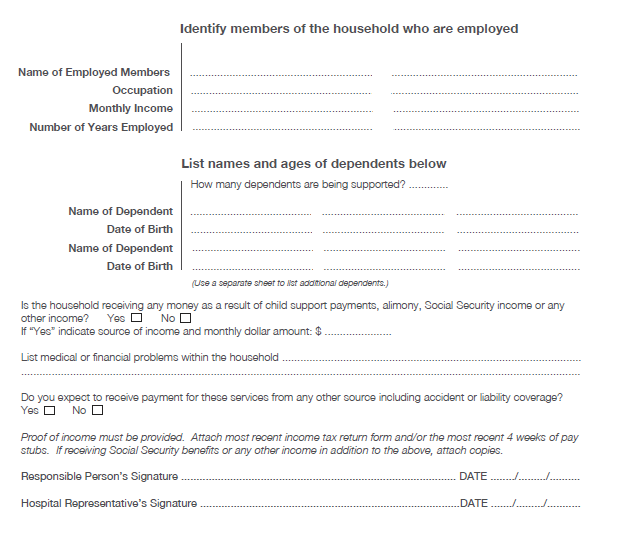 Identify members of the household who are employed
Name of Employed Members
Occupation
Monthly Income
Number of Years Employed
List names and ages of dependents below
How many dependents are being supported? .............
Name of Dependent
Date of Birth
Name of Dependent
Date of Birth
(Use a separate sheet to list additional dependents.)
Is the household receiving any money as a result of child support payments, alimony, Social Security income or any
other income? Yes ☐ No ☐
If "Yes" indicate source of income and monthly dollar amount: $ ......................
List medical or financial problems within the household ......................
Do you expect to receive payment for these services from any other source including accident or liability coverage?
Yes ☐ No ☐
Proof of income must be provided. Attach most recent income tax return form and/or the most recent 4 weeks of pay
stubs. If receiving Social Security benefits or any other income in addition to the above, attach copies.
Responsible Person's Signature ...................... DATE ......../........../..........
Hospital Representative's Signature ...................... DATE ......./........../...........